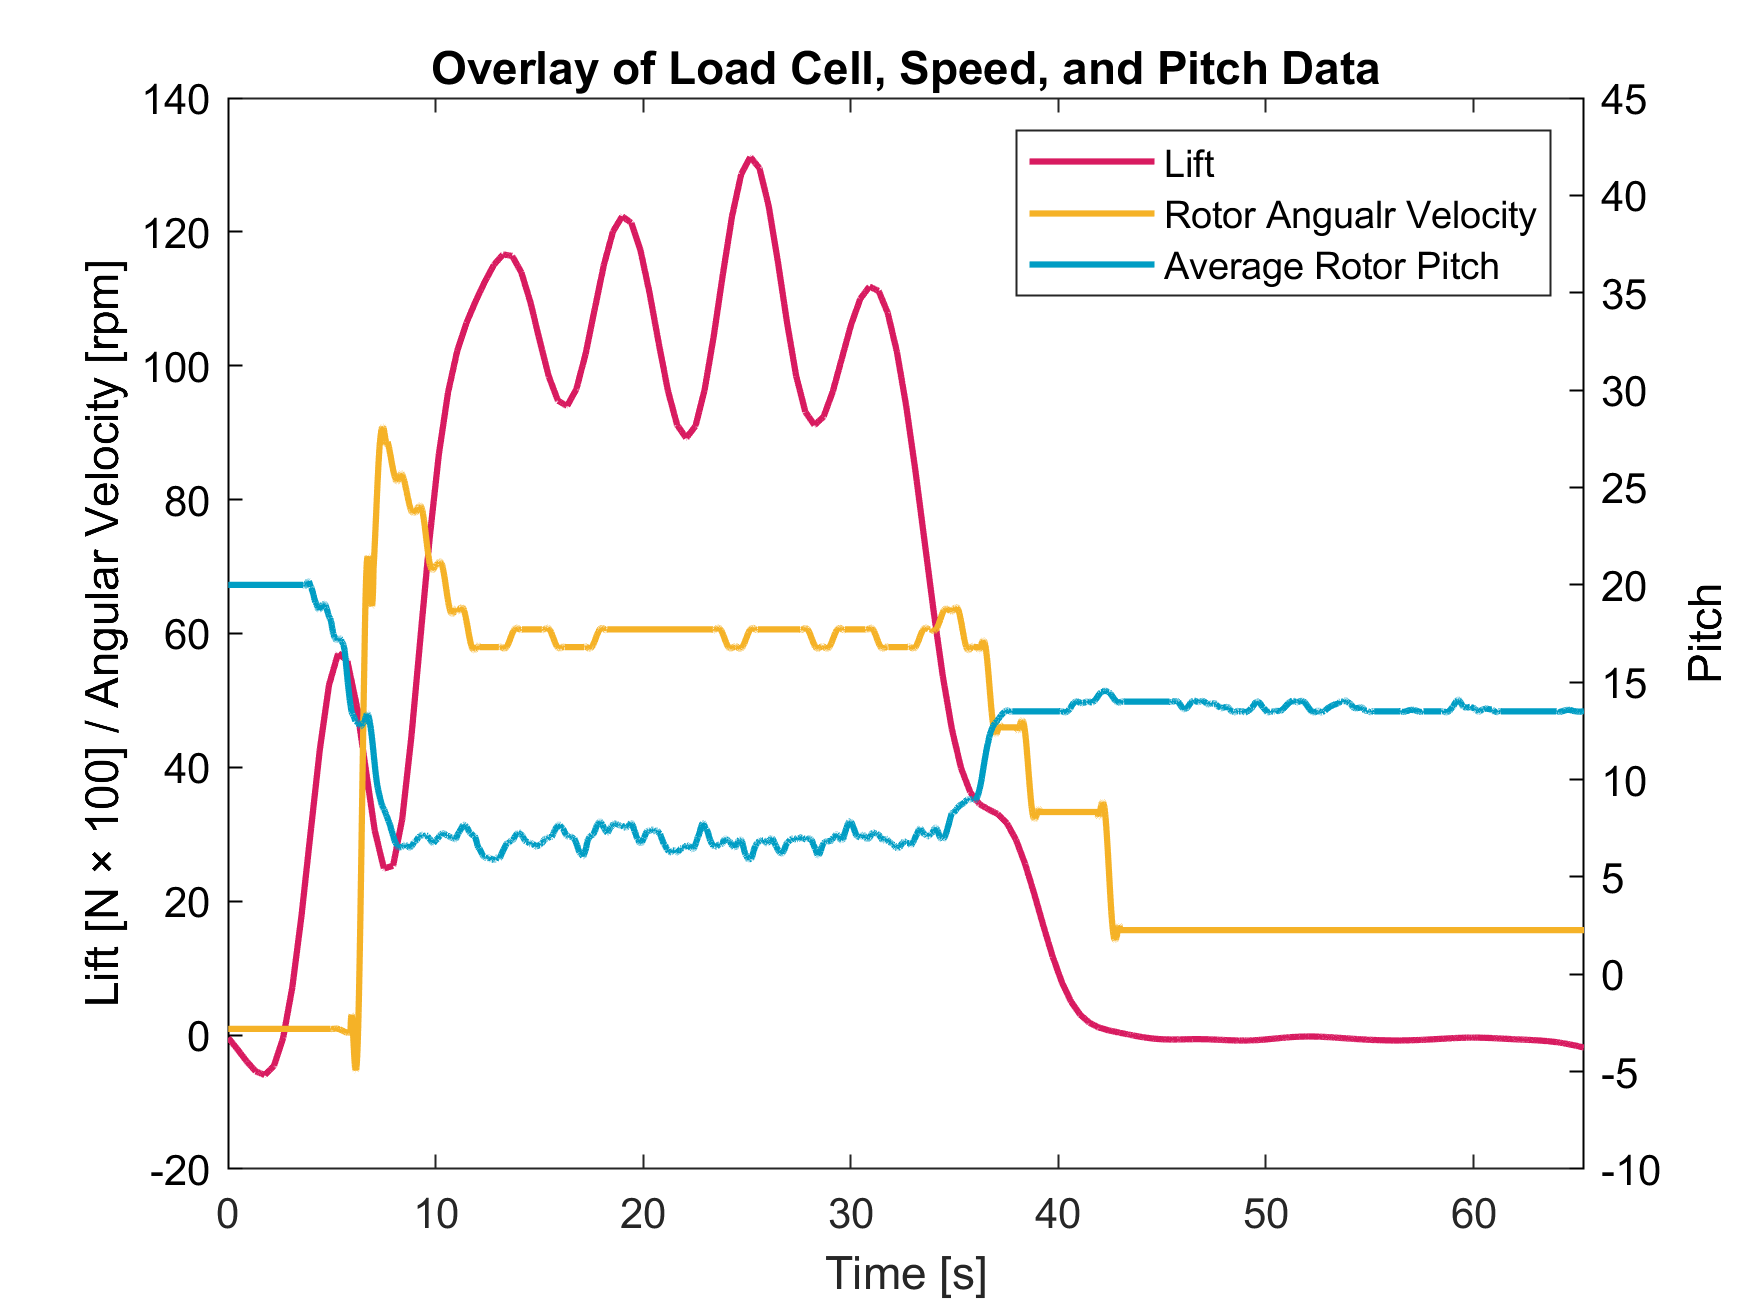 Overlay of Load Cell, Speed, and Pitch Data
Lift
Rotor Angualr Velocity
Average Rotor Pitch
Lift [N × 100] / Angular Velocity [rpm]
140
120
100
80
60
40
20
0
-20
45
40
35
30
25
20
15
10
5
0
-5
-10
Pitch
0 10 20 30 40 50 60
Time [s]